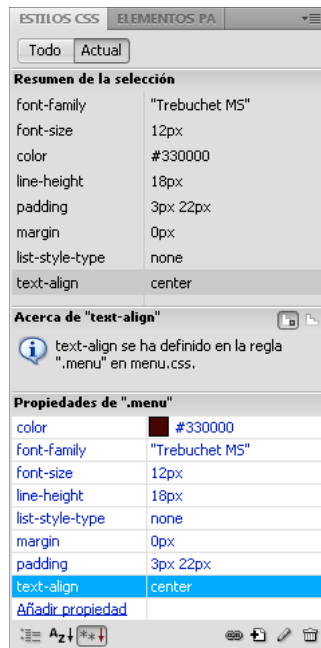 ESTILOS CSS ELEMENTOS PA
Todo Actual
Resumen de la selección
font-family "Trebuchet MS"
font-size 12px
color #330000
line-height 18px
padding 3px 22px
margin 0px
list-style-type none
text-align center
Acerca de "text-align"
text-align se ha definido en la regla
".menu" en menu.css.
Propiedades de ".menu"
color #330000
font-family "Trebuchet MS"
font-size 12px
line-height 18px
list-style-type none
margin 0px
padding 3px 22px
text-align center
Añadir propiedad